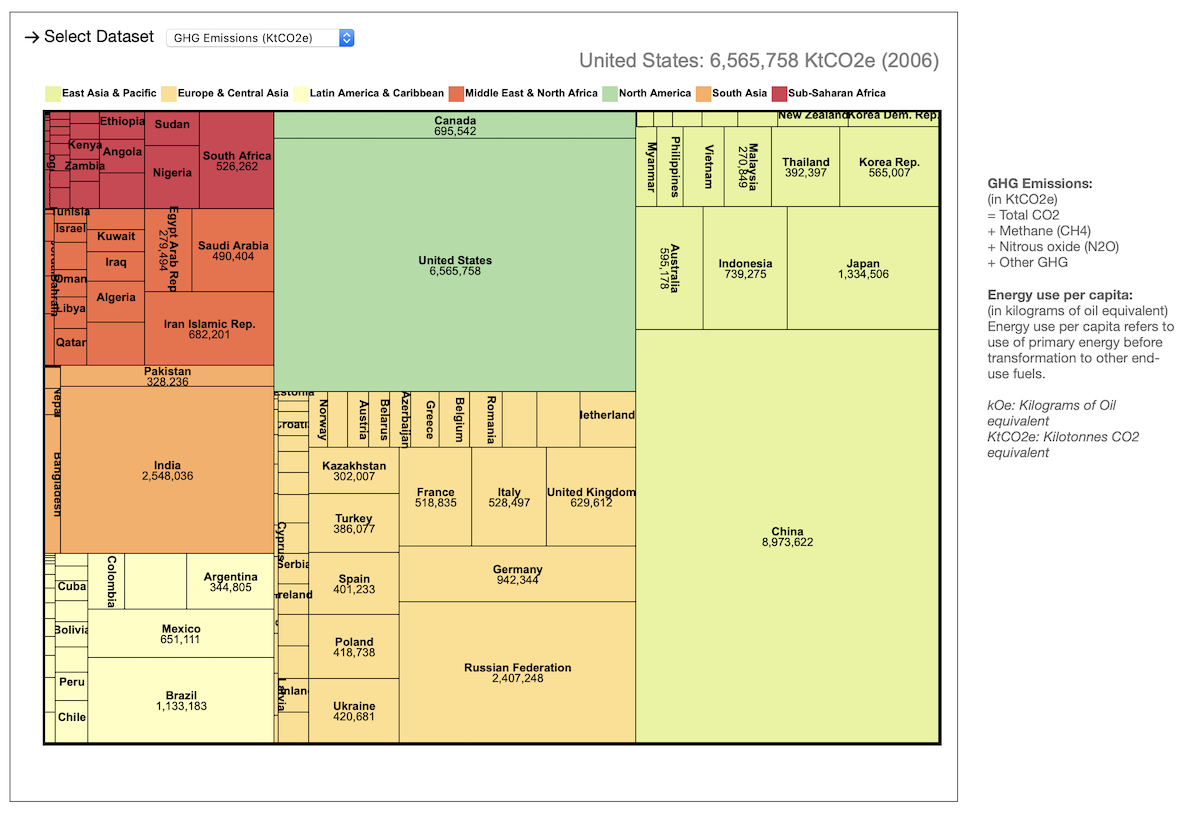 → Select Dataset GHG Emissions (KtCO2e)
United States: 6,565,758 KtCO2e (2006)
East Asia & Pacific Europe & Central Asia Latin America & Caribbean Middle East & North Africa North America South Asia Sub-Saharan Africa
Ethiopia
Sudan
Kenya
Angola
Zambia
Nigeria
South Africa
526,262
Tunisia
Israel
Kuwait
Iraq
Oman
Libya
Algeria
Qatar
Bahrain
Egypt Arab Rep
279,494
Saudi Arabia
490,404
Iran Islamic Rep.
682,201
Pakistan
328,236
Nepal
Bangladesh
India
2,548,036
Cuba
Bolivia
Peru
Chile
Colombia
Argentina
344,805
Mexico
651,111
Brazil
1,133,183
Canada
695,542
United States
6,565,758
Estonia
Croati
Norway
Austria
Belarus
Azerbaijan
Greece
Belgium
Romania
Netherland
Kazakhstan
302,007
Turkey
386,077
Cyprus
Serbia
Ireland
Spain
401,233
Poland
418,738
Latvia
Finlan
Ukraine
420,681
France
518,835
Italy
528,497
United Kingdom
629,612
Germany
942,344
Russian Federation
2,407,248
New Zealand
Korea Dem. Rep.
Myanmar
Philippines
Vietnam
Malaysia
270,849
Thailand
392,397
Korea Rep.
565,007
Australia
595,178
Indonesia
739,275
Japan
1,334,506
China
8,973,622
GHG Emissions:
(in KtCO2e)
= Total CO2
+ Methane (CH4)
+ Nitrous oxide (N2O)
+ Other GHG
Energy use per capita:
(in kilograms of oil equivalent)
Energy use per capita refers to
use of primary energy before
transformation to other end-
use fuels.
kOe: Kilograms of Oil
equivalent
KtCO2e: Kilotonnes CO2
equivalent